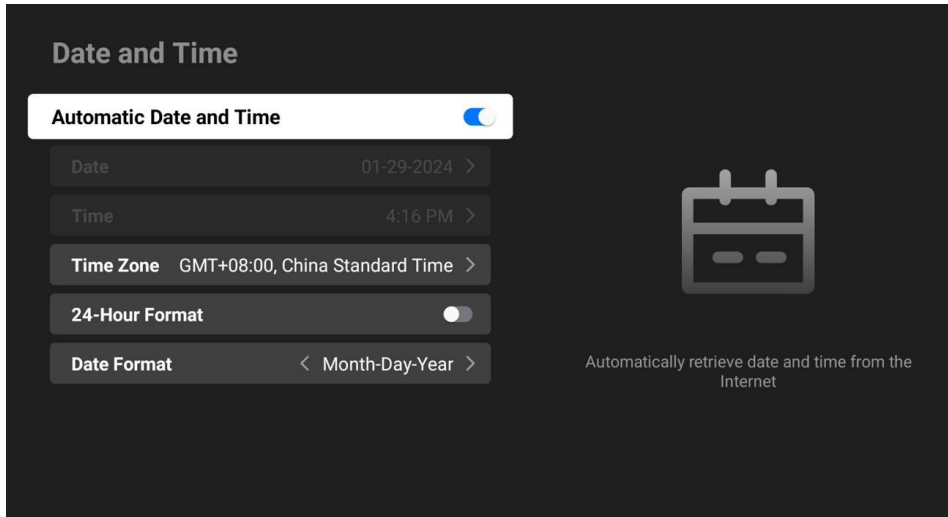 Date and Time
Automatic Date and Time
Date 01-29-2024
Time 4:16 PM
Time Zone GMT+08:00, China Standard Time
24-Hour Format
Date Format Month-Day-Year
Automatically retrieve date and time from the
Internet